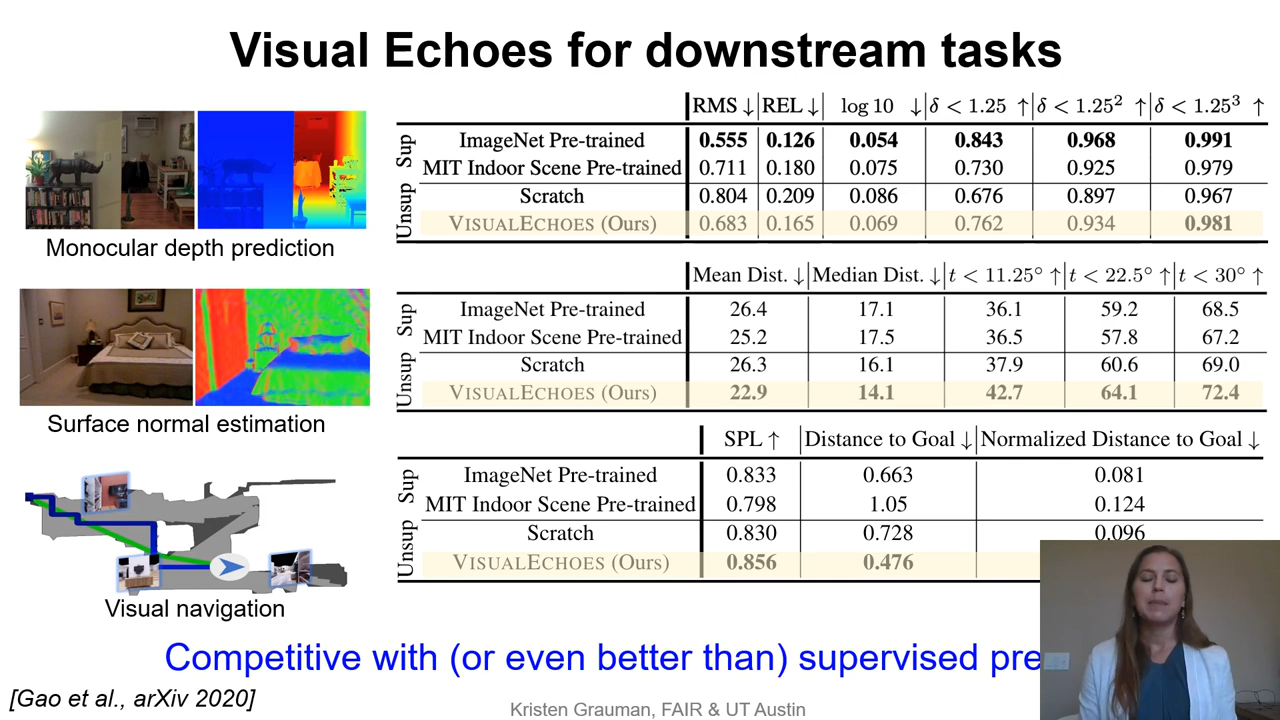 Visual Echoes for downstream tasks
RMS ↓ REL ↓ log 10 ↓ δ < 1.25 ↑ δ < 1.25² ↑ δ < 1.25³ ↑
Sup
ImageNet Pre-trained 0.555 0.126 0.054 0.843 0.968 0.991
MIT Indoor Scene Pre-trained 0.711 0.180 0.075 0.730 0.925 0.979
Unsup
Scratch 0.804 0.209 0.086 0.676 0.897 0.967
VISUALECHOES (Ours) 0.683 0.165 0.069 0.762 0.934 0.981
Monocular depth prediction
Mean Dist. ↓ Median Dist. ↓ t < 11.25° ↑ t < 22.5° ↑ t < 30° ↑
Sup
ImageNet Pre-trained 26.4 17.1 36.1 59.2 68.5
MIT Indoor Scene Pre-trained 25.2 17.5 36.5 57.8 67.2
Unsup
Scratch 26.3 16.1 37.9 60.6 69.0
VISUALECHOES (Ours) 22.9 14.1 42.7 64.1 72.4
Surface normal estimation
SPL ↑ Distance to Goal ↓ Normalized Distance to Goal ↓
Sup
ImageNet Pre-trained 0.833 0.663 0.081
MIT Indoor Scene Pre-trained 0.798 1.05 0.124
Unsup
Scratch 0.830 0.728 0.096
VISUALECHOES (Ours) 0.856 0.476
Visual navigation
Competitive with (or even better than) supervised pre
[Gao et al., arXiv 2020]
Kristen Grauman, FAIR & UT Austin